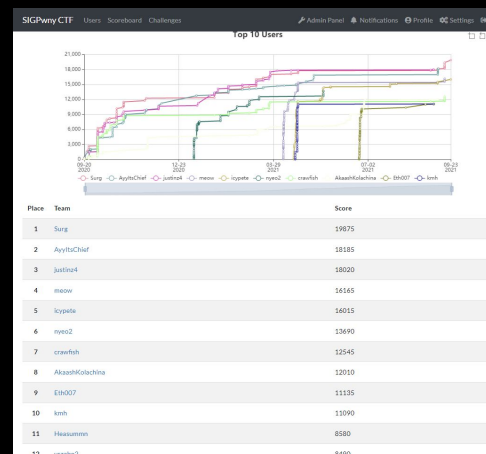 SIGPwny CTF Users Scoreboard Challenges Admin Panel Notifications Profile Settings
Top 10 Users
21,000
18,000
15,000
12,000
9,000
6,000
3,000
0
09-20 12-23 03-29 07-02 09-23
2020 2020 2021 2021 2021
Surg AyyItsChief justinz4 meow icypete nyeo2 crawfish AkaashKolachina Eth007 kmh
Place Team Score
1 Surg 19875
2 AyyItsChief 18185
3 justinz4 18020
4 meow 16165
5 icypete 16015
6 nyeo2 13690
7 crawfish 12545
8 AkaashKolachina 12010
9 Eth007 11135
10 kmh 11090
11 Heasummn 8580
12 8490